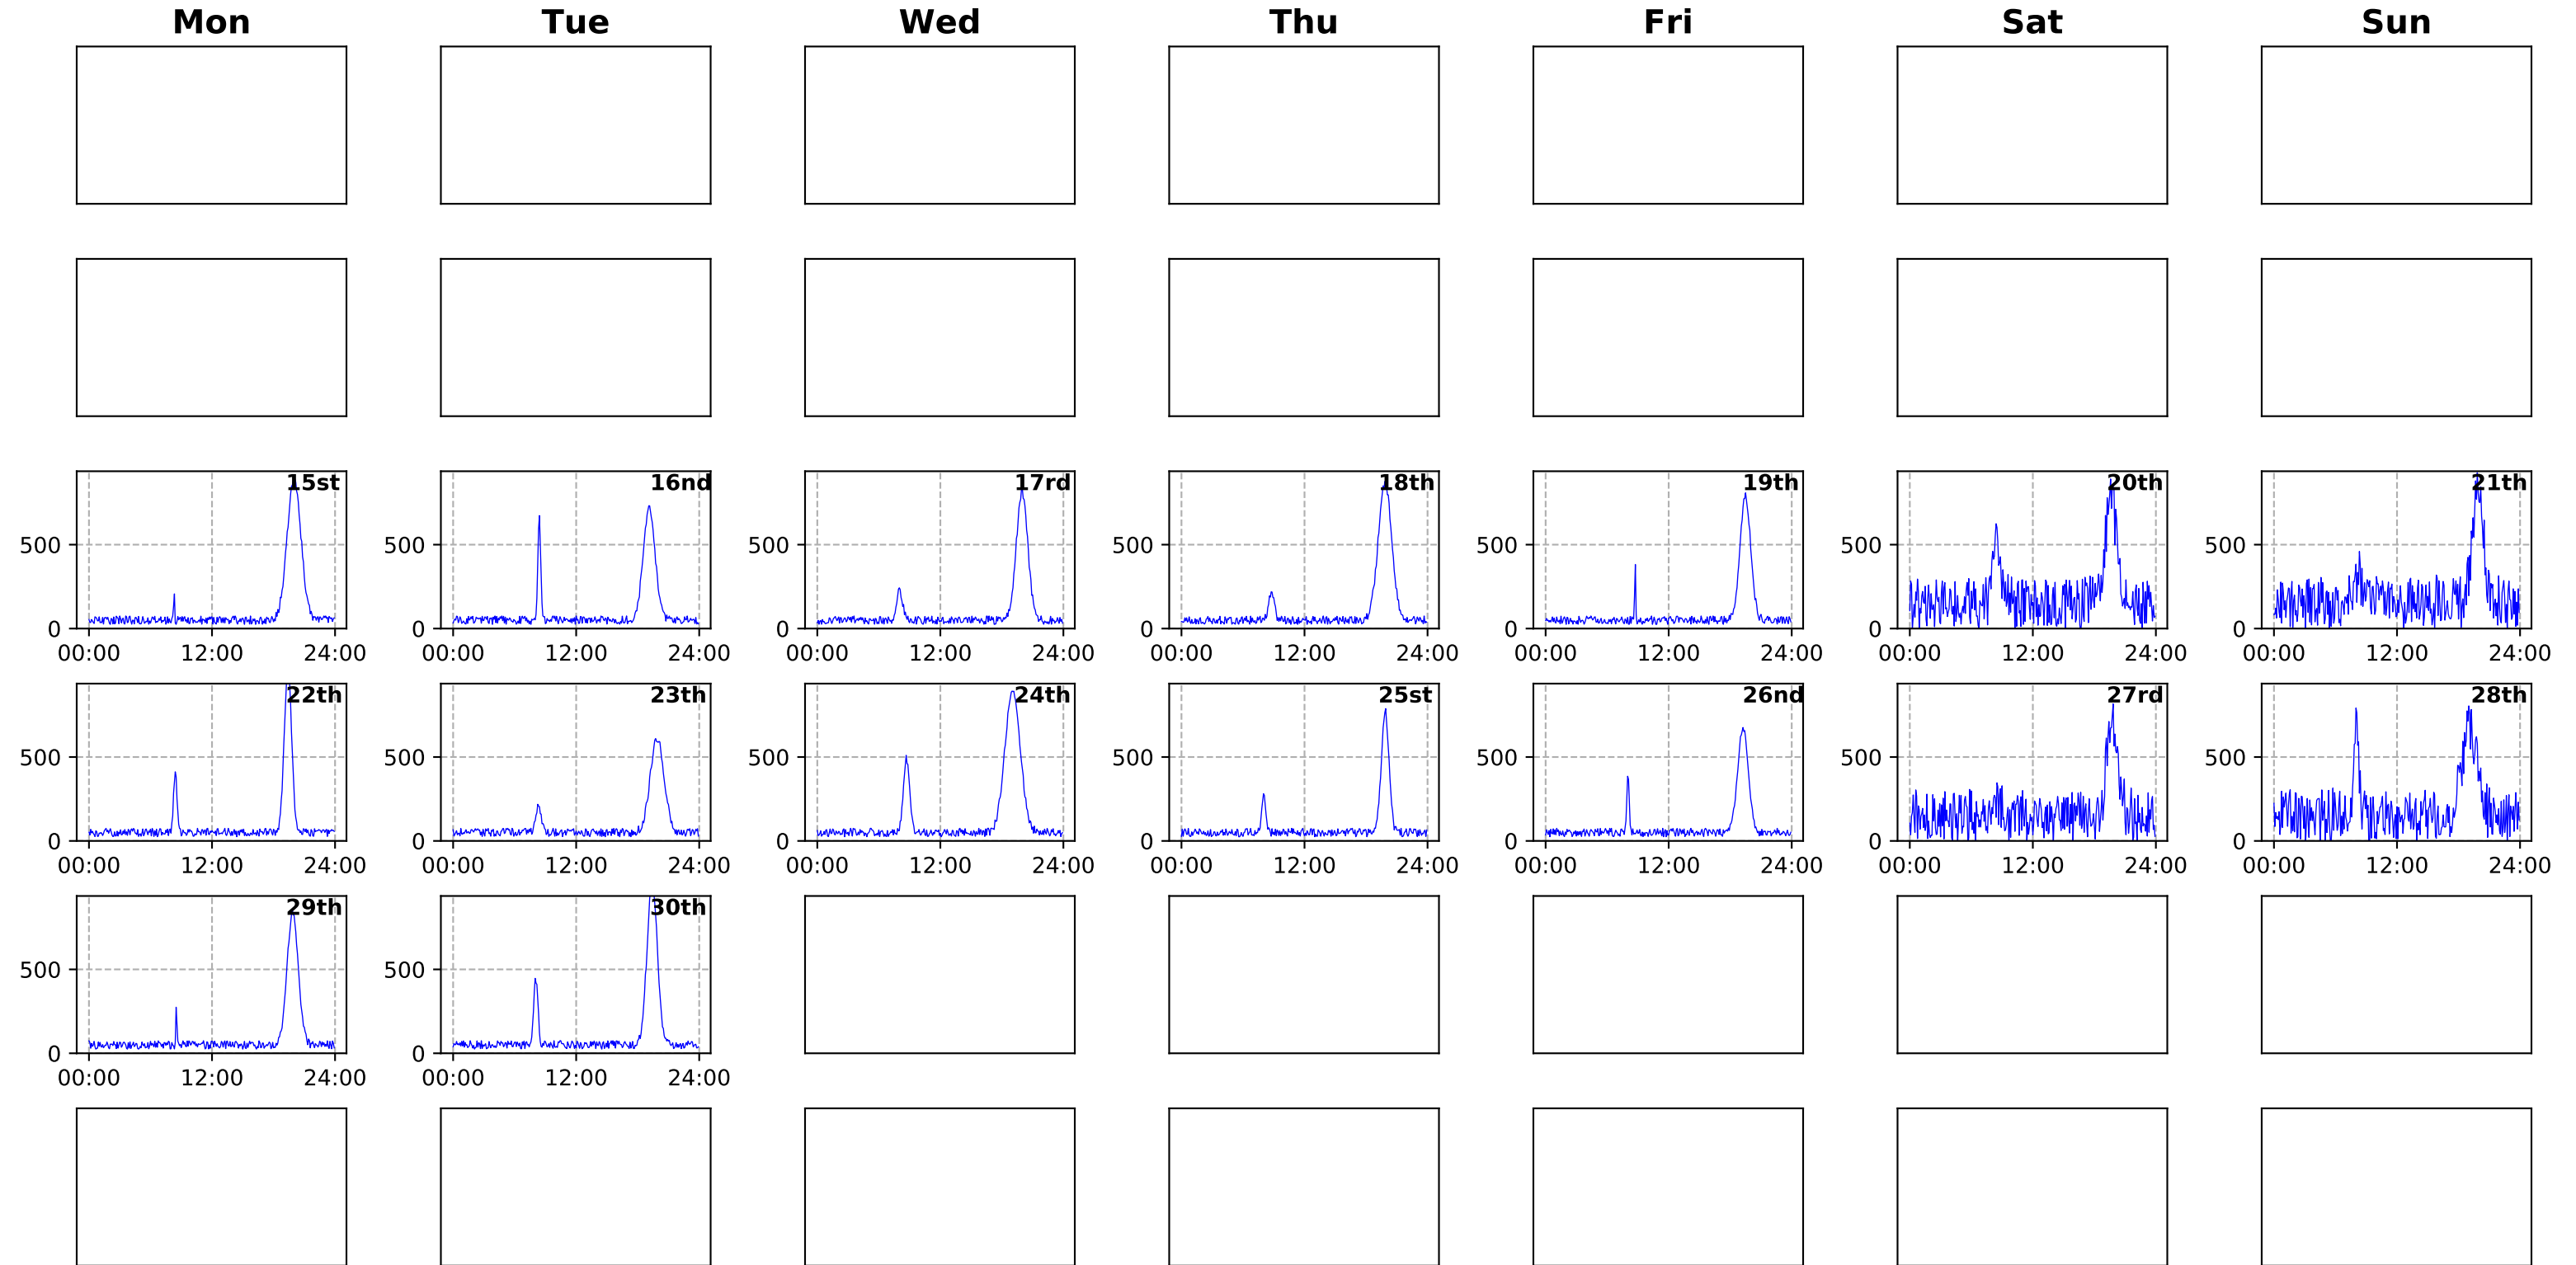 Mon Tue Wed Thu Fri Sat Sun
15st 16nd 17rd 18th 19th 20th 21th
500 500 500 500 500 500 500
0 0 0 0 0 0 0
00:00 12:00 24:00 00:00 12:00 24:00 00:00 12:00 24:00 00:00 12:00 24:00 00:00 12:00 24:00 00:00 12:00 24:00 00:00 12:00 24:00
22th 23th 24th 25st 26nd 27rd 28th
500 500 500 500 500 500 500
0 0 0 0 0 0 0
00:00 12:00 24:00 00:00 12:00 24:00 00:00 12:00 24:00 00:00 12:00 24:00 00:00 12:00 24:00 00:00 12:00 24:00 00:00 12:00 24:00
29th 30th
500 500
0 0
00:00 12:00 24:00 00:00 12:00 24:00